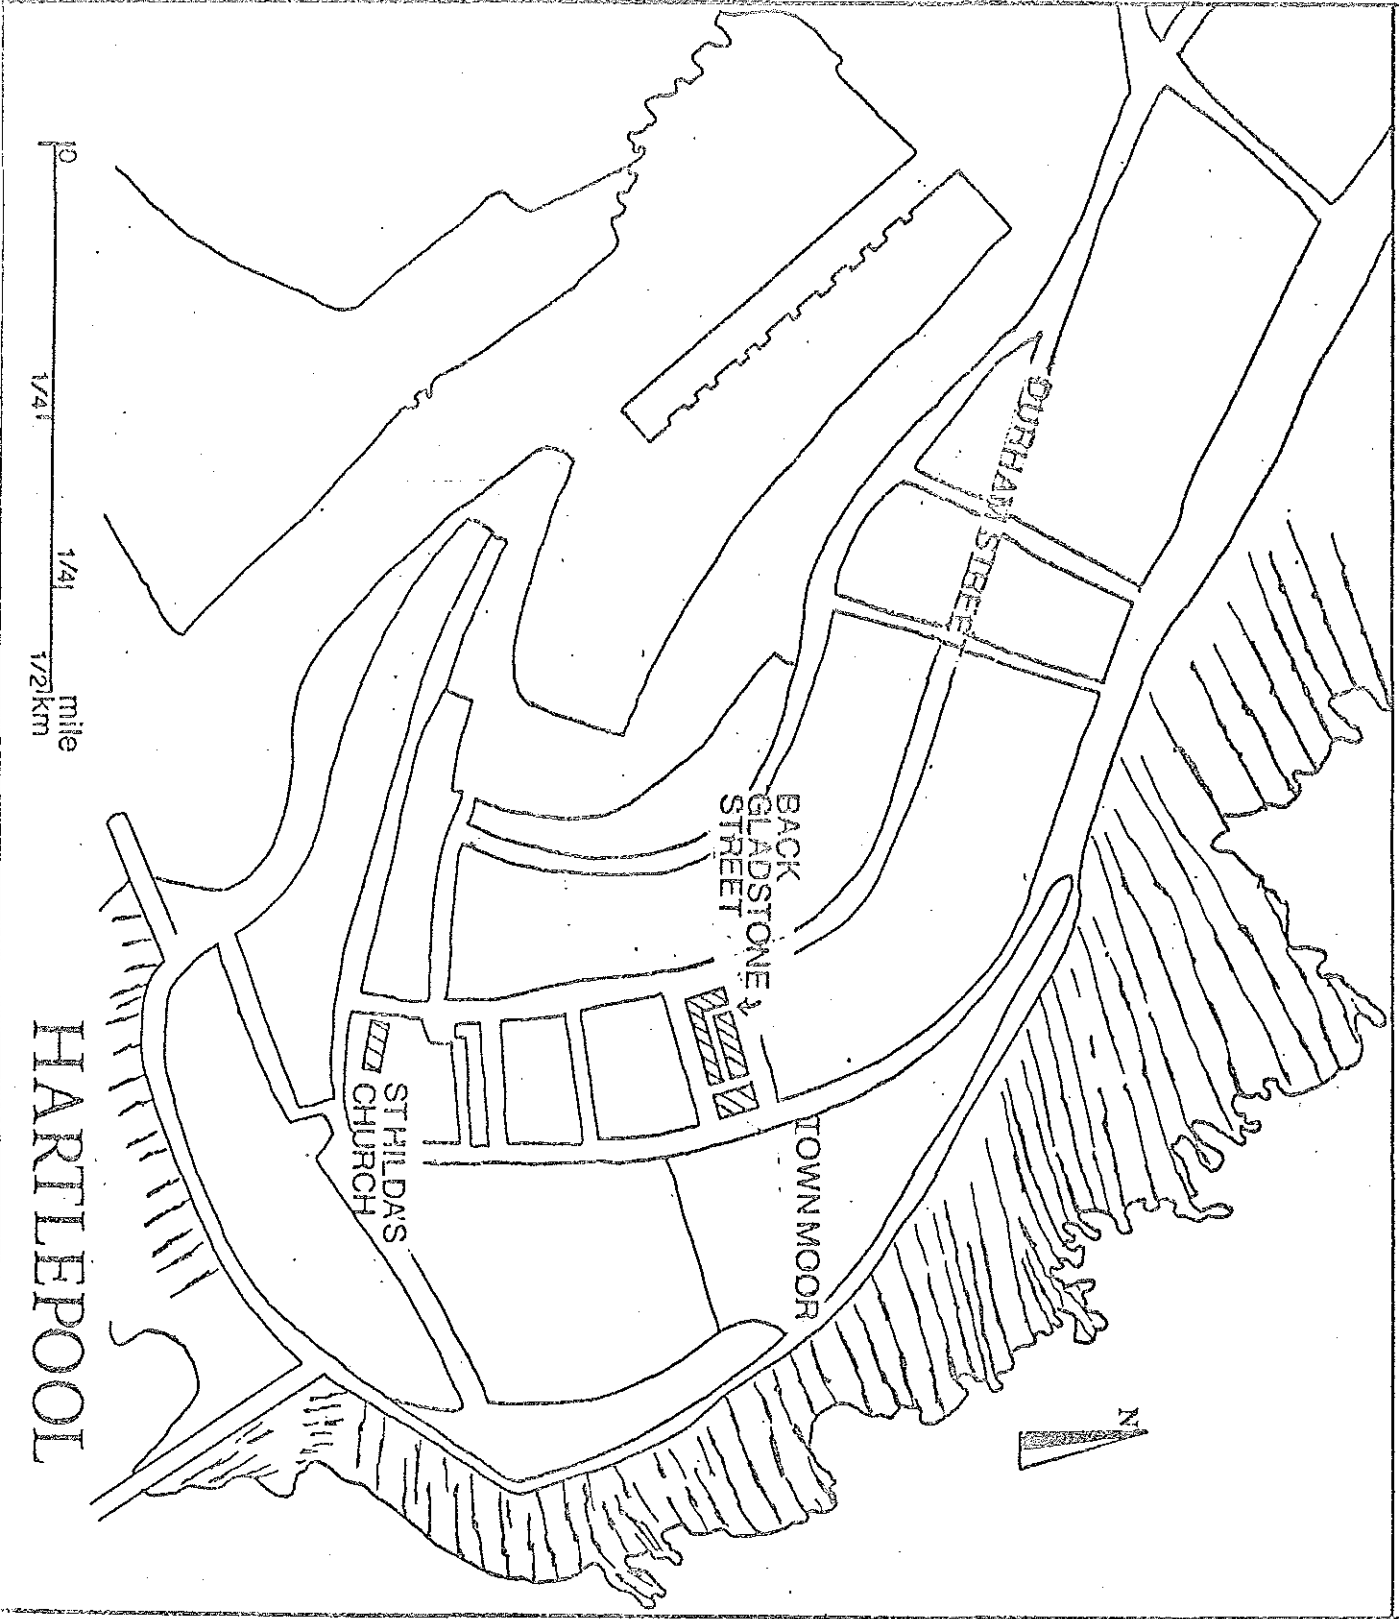 N
DURHAM STREET
BACK
GLADSTONE
STREET
TOWN MOOR
ST HILDA'S
CHURCH
0 1/4 mile
1/4 1/2 km
HARTLEPOOL